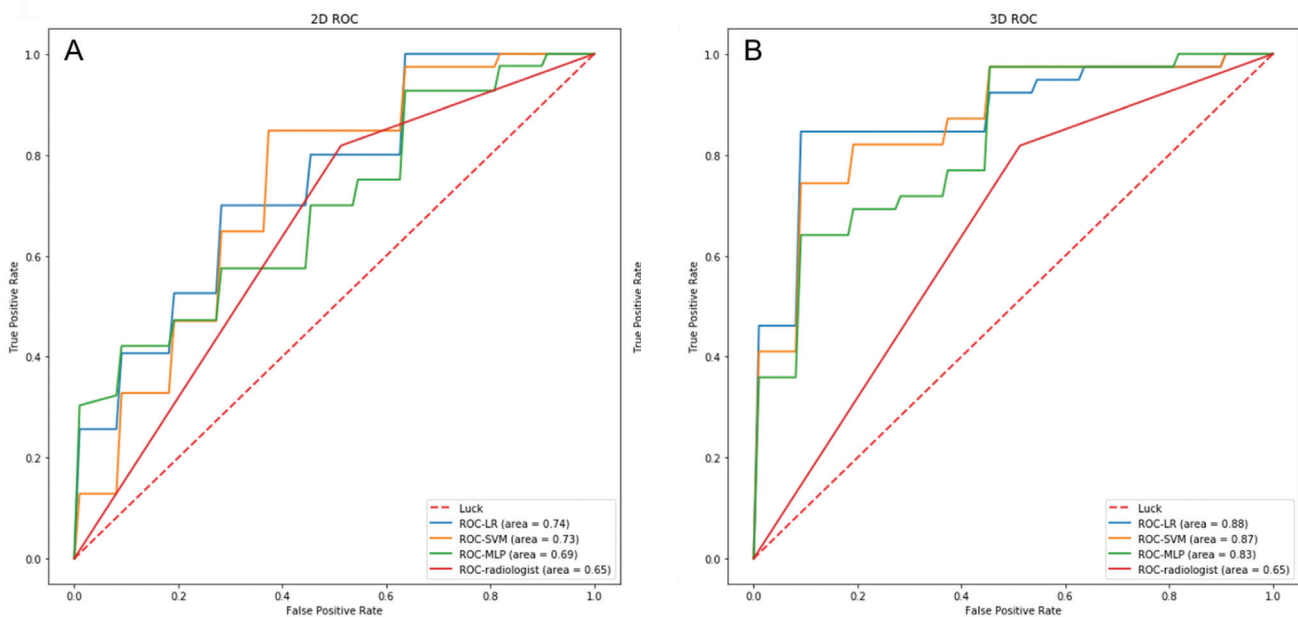 2D ROC
A
1.0
0.8
0.6
0.4
0.2
0.0
True Positive Rate
0.0 0.2 0.4 0.6 0.8 1.0
False Positive Rate
Luck
ROC-LR (area = 0.74)
ROC-SVM (area = 0.73)
ROC-MLP (area = 0.69)
ROC-radiologist (area = 0.65)
3D ROC
B
1.0
0.8
0.6
0.4
0.2
0.0
True Positive Rate
0.0 0.2 0.4 0.6 0.8 1.0
False Positive Rate
Luck
ROC-LR (area = 0.88)
ROC-SVM (area = 0.87)
ROC-MLP (area = 0.83)
ROC-radiologist (area = 0.65)